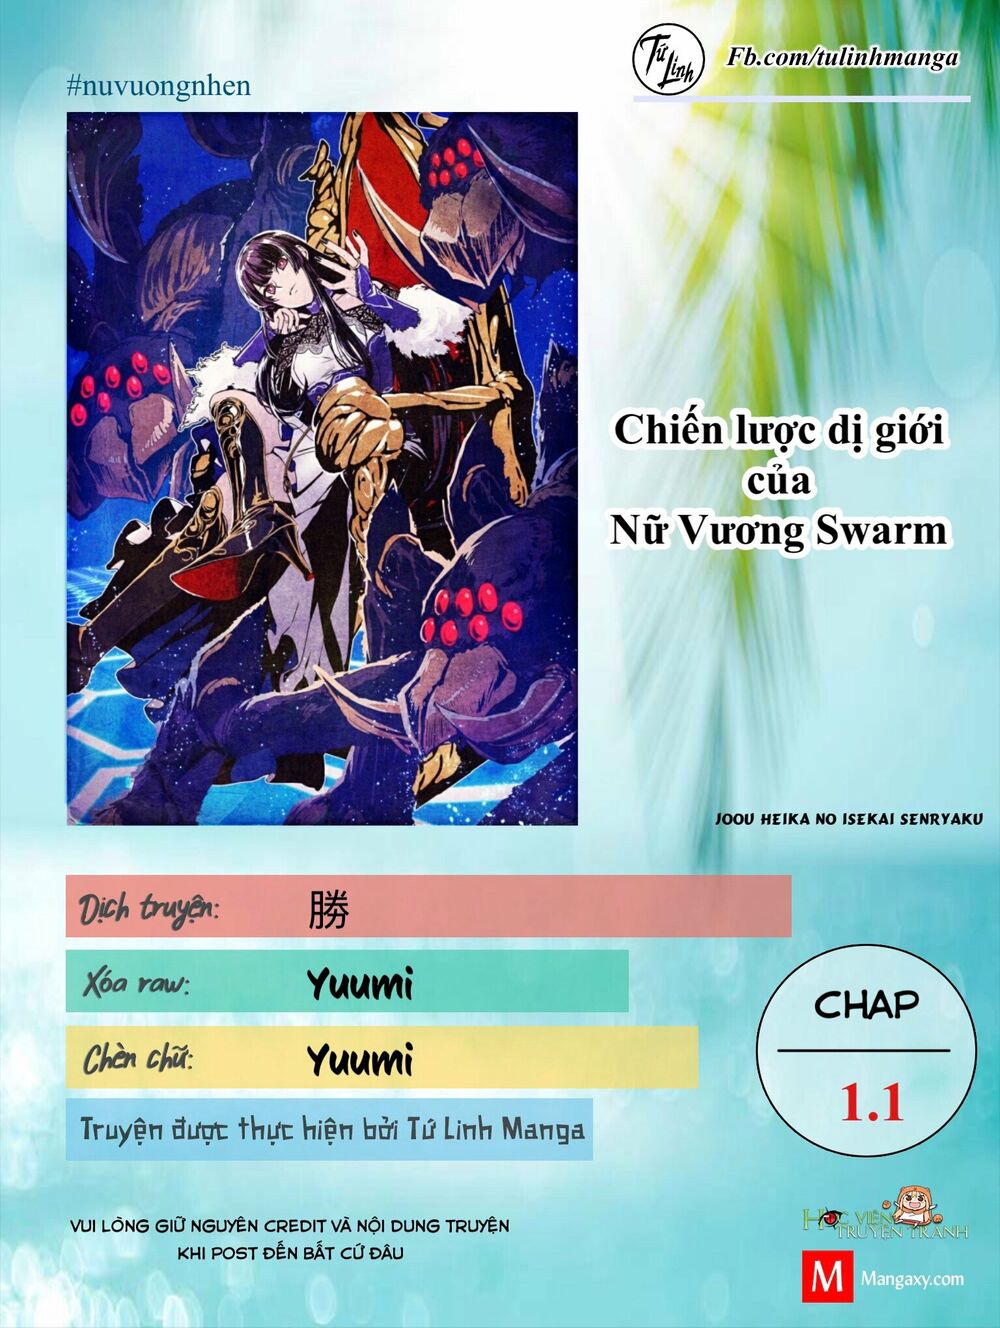 #nuvuongnhen
Tứ Linh
Fb.com/tulinhmanga
Chiến lược dị giới
của
Nữ Vương Swarm
JOOU HEIKA NO ISEKAI SENRYAKU
Dịch truyện: 勝
Xóa raw: Yuumi
Chèn chữ: Yuumi
Truyện được thực hiện bởi Tứ Linh Manga
CHAP
1.1
VUI LÒNG GIỮ NGUYÊN CREDIT VÀ NỘI DUNG TRUYỆN
KHI POST ĐẾN BẤT CỨ ĐÂU
HỌC VIỆN
TRUYỆN TRANH
M Mangaxy.com